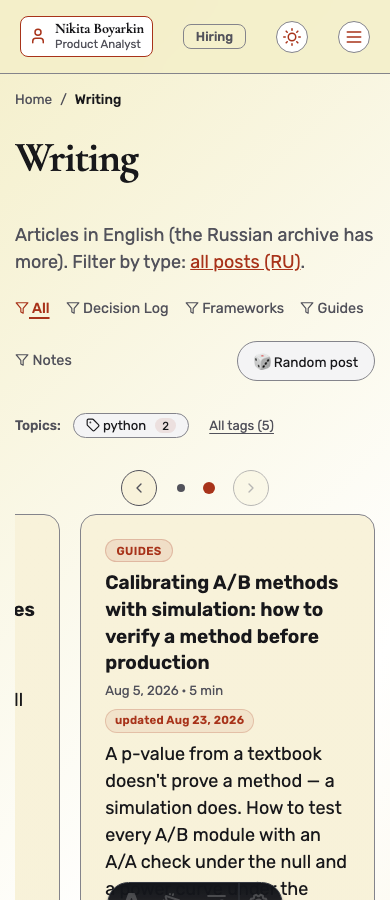 Nikita Boyarkin
Product Analyst
Hiring
Home / Writing
Writing
Articles in English (the Russian archive has
more). Filter by type: all posts (RU).
All Decision Log Frameworks Guides
Notes
🎲 Random post
Topics: python 2 All tags (5)
es
ll
GUIDES
Calibrating A/B methods
with simulation: how to
verify a method before
production
Aug 5, 2026 • 5 min
updated Aug 23, 2026
A p-value from a textbook
doesn't prove a method — a
simulation does. How to test
every A/B module with an
A/A check under the null and
the